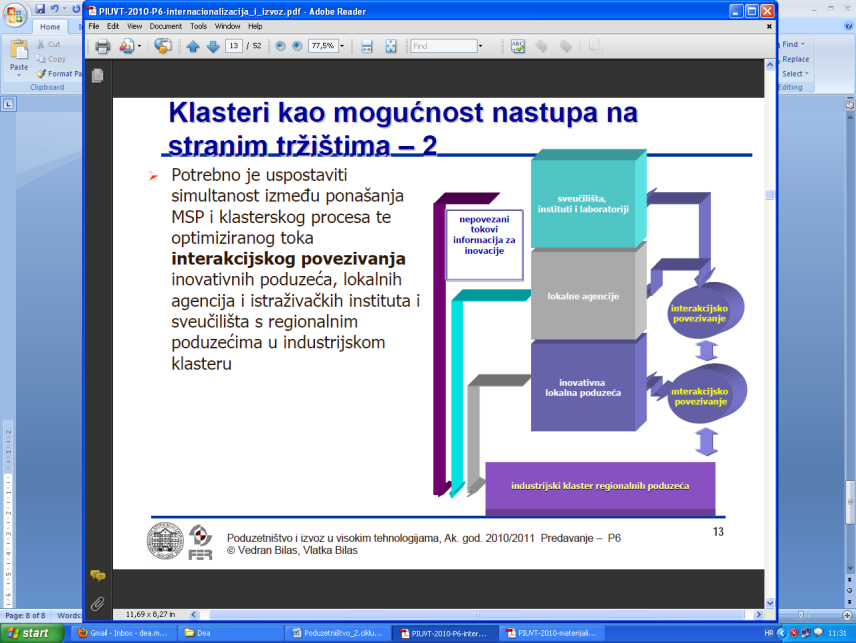 PIUVT-2010-P6-internacionalizacija_i_izvoz.pdf - Adobe Reader
File Edit View Document Tools Window Help
13 / 52 77,5% Find
Home
Cut
Copy
Format Pa
Paste
Clipboard
Find
Replace
Select
Editing
Klasteri kao mogućnost nastupa na
stranim tržištima – 2
Potrebno je uspostaviti
simultanost između ponašanja
MSP i klasterskog procesa te
optimiziranog toka
interakcijskog povezivanja
inovativnih poduzeća, lokalnih
agencija i istraživačkih instituta i
sveučilišta s regionalnim
poduzećima u industrijskom
klasteru
nepovezani
tokovi
informacija za
inovacije
sveučilišta,
instituti i laboratoriji
lokalne agencije
inovativna
lokalna poduzeća
interakcijsko
povezivanje
interakcijsko
povezivanje
industrijski klaster regionalnih poduzeća
Poduzetništvo i izvoz u visokim tehnologijama, Ak. god. 2010/2011 Predavanje – P6
© Vedran Bilas, Vlatka Bilas
FER
13
11,69 x 8,27 in
Page: 8 of 8 Words:
start
Gmail - Inbox - dea.m...
Dea
Poduzetništvo_2.ciklu...
PIUVT-2010-P6-inter...
PIUVT-2010-materijali...
HR
11:31